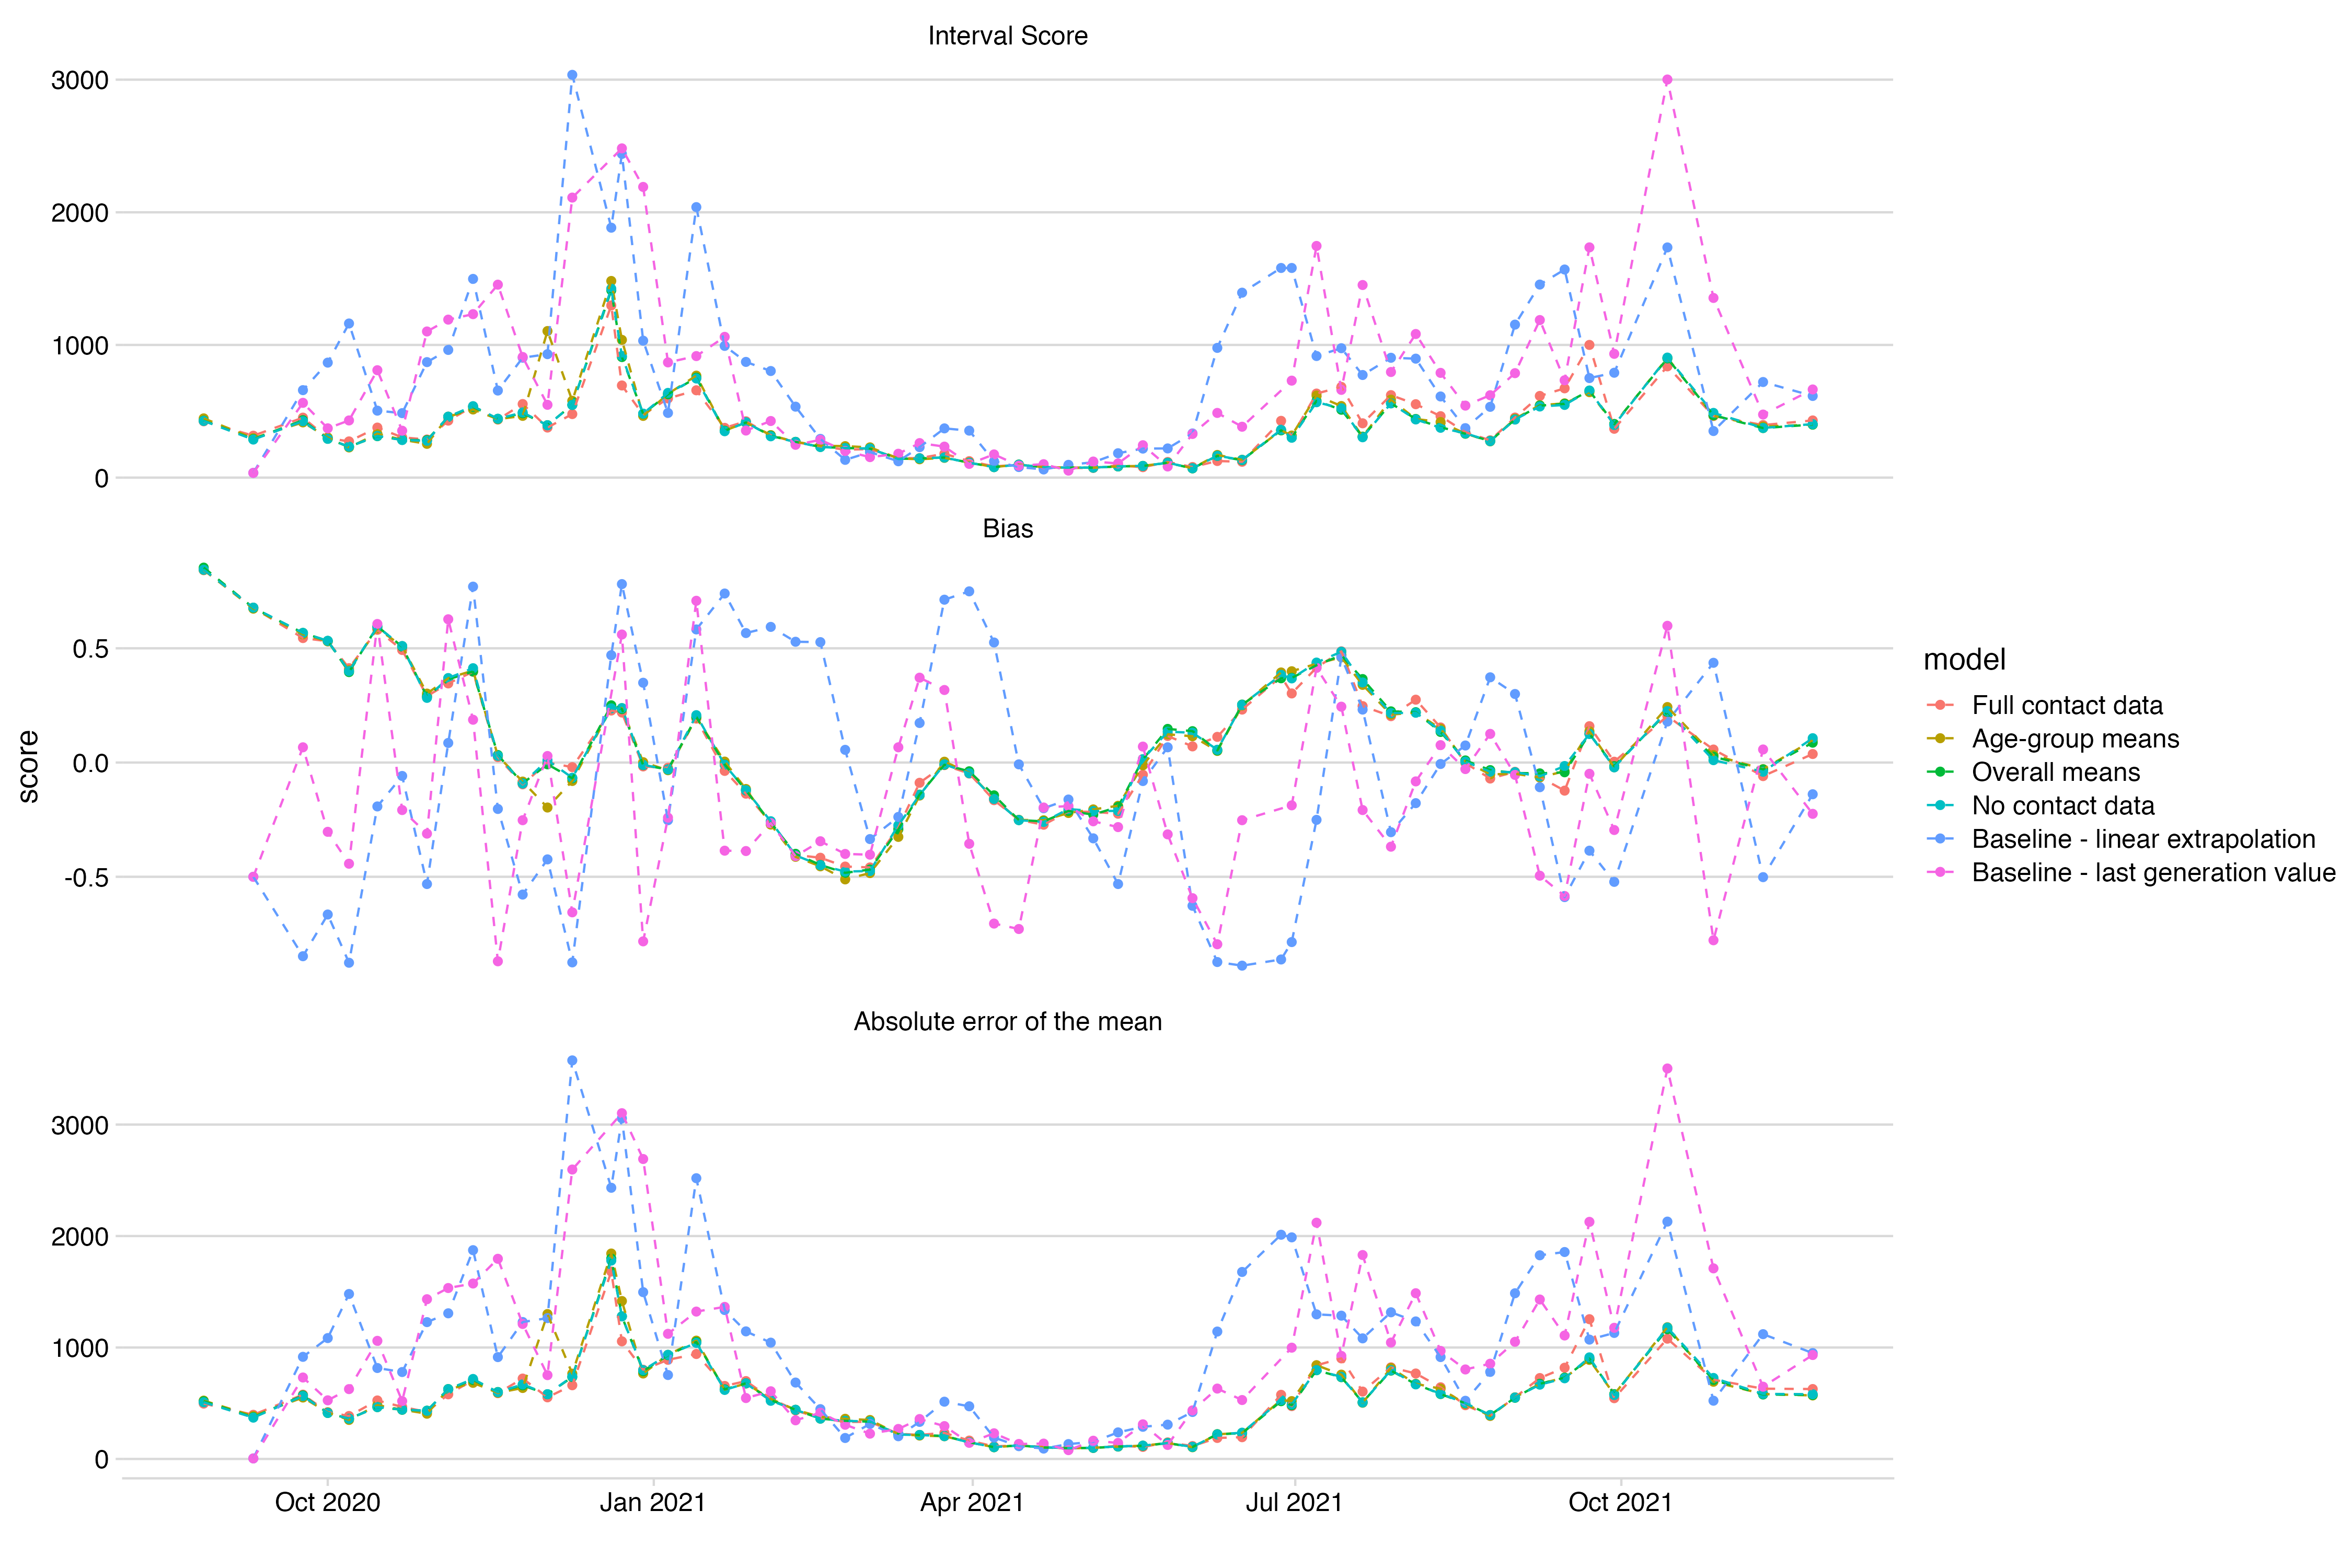 Interval Score
3000
2000
1000
0
Bias
0.5
0.0
-0.5
score
Absolute error of the mean
3000
2000
1000
0
Oct 2020
Jan 2021
Apr 2021
Jul 2021
Oct 2021
model
Full contact data
Age-group means
Overall means
No contact data
Baseline - linear extrapolation
Baseline - last generation value